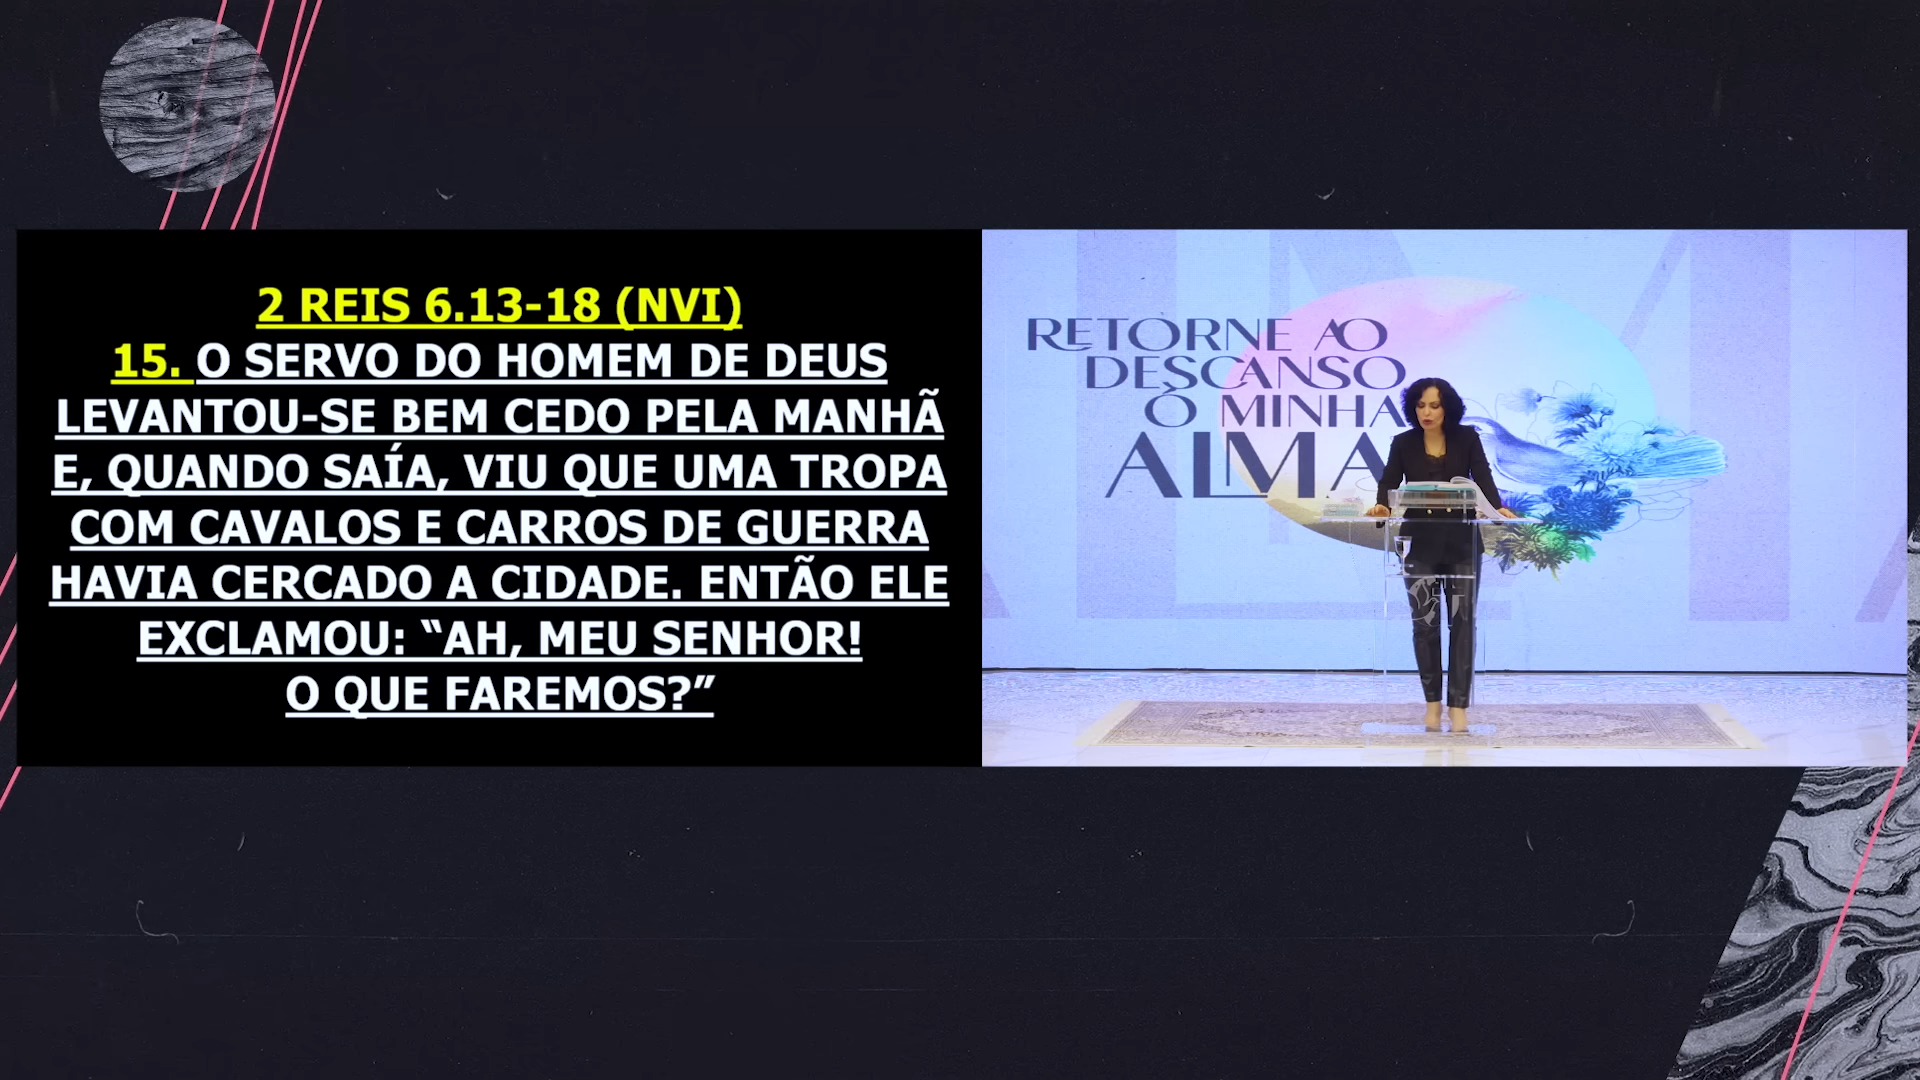 2 REIS 6.13-18 (NVI)
15. O SERVO DO HOMEM DE DEUS
LEVANTOU-SE BEM CEDO PELA MANHÃ
E, QUANDO SAÍA, VIU QUE UMA TROPA
COM CAVALOS E CARROS DE GUERRA
HAVIA CERCADO A CIDADE. ENTÃO ELE
EXCLAMOU: “AH, MEU SENHOR!
O QUE FAREMOS?”
RETORNE AO
DESCANSO
Ó MINHA
ALMA